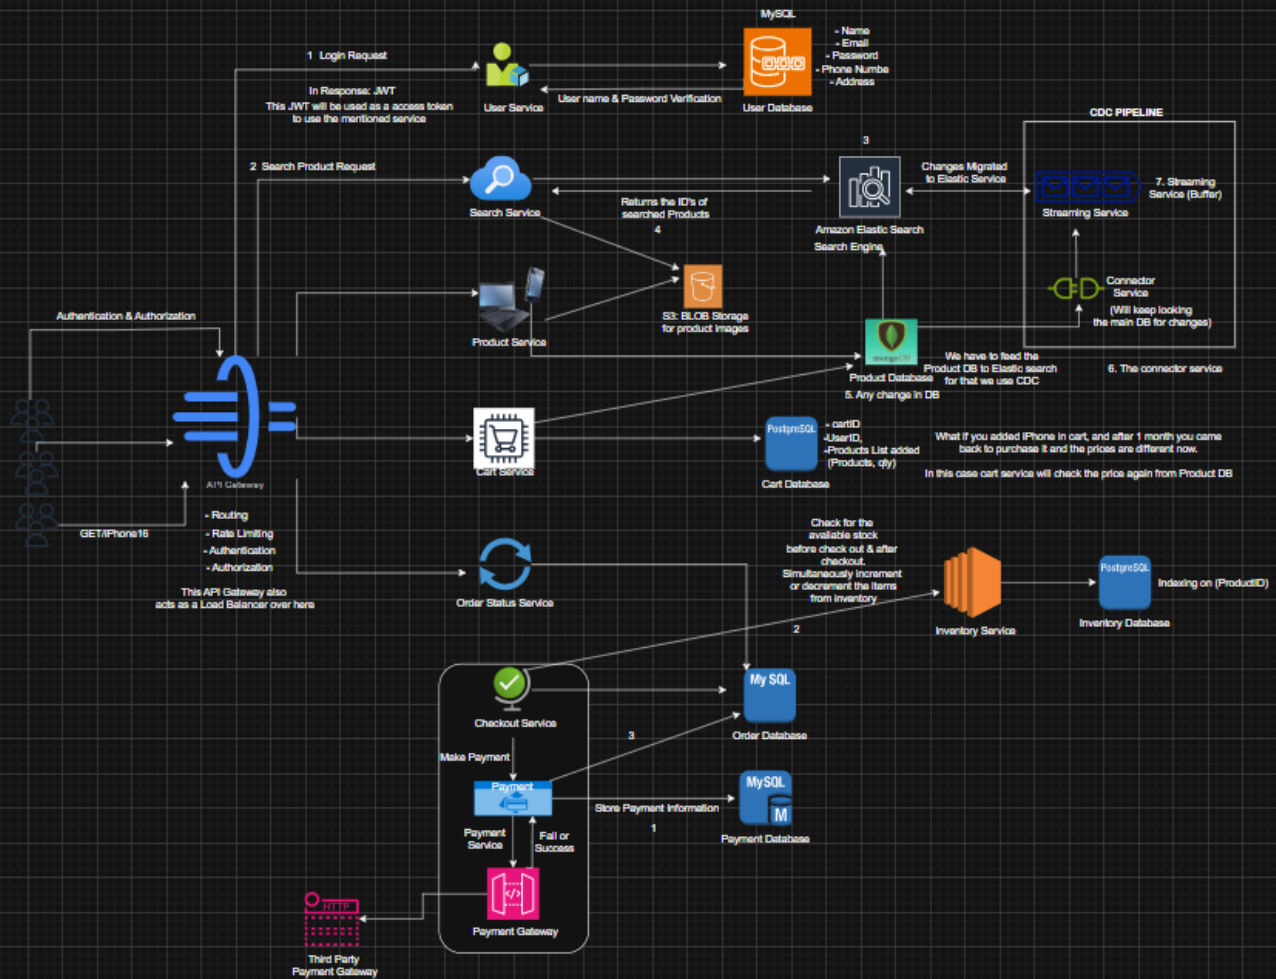 MySQL
- Name
- Email
- Password
- Phone Numbe
- Address
User Database
1 Login Request
In Response: JWT
This JWT will be used as a access token
to use the mentioned service
User Service
User name & Password Verification
CDC PIPELINE
2 Search Product Request
Search Service
Returns the ID's of
searched Products
4
3
Amazon Elastic Search
Search Engine
Changes Migrated
to Elastic Service
Streaming Service
7. Streaming
Service (Buffer)
Connector
Service
(Will keep looking
the main DB for changes)
6. The connector service
Product Service
S3: BLOB Storage
for product images
mongoDB
Product Database
5. Any change in DB
We have to feed the
Product DB to Elastic search
for that we use CDC
Authentication & Authorization
API Gateway
GET/iPhone16
- Routing
- Rate Limiting
- Authentication
- Authorization
This API Gateway also
acts as a Load Balancer over here
Cart Service
PostgreSQL
Cart Database
- cartID
-UserID,
-Products List added
(Products, qty)
What if you added iPhone in cart, and after 1 month you came
back to purchase it and the prices are different now.
In this case cart service will check the price again from Product DB
Order Status Service
Check for the
available stock
before check out & after
checkout.
Simultaneously increment
or decrement the items
from inventory
2
Inventory Service
PostgreSQL
Inventory Database
Indexing on (ProductID)
Checkout Service
My SQL
Order Database
Make Payment
3
Payment
Payment
Service
Fail or
Success
Store Payment Information
1
MySQL
M
Payment Database
</>
Payment Gateway
HTTP
Third Party
Payment Gateway